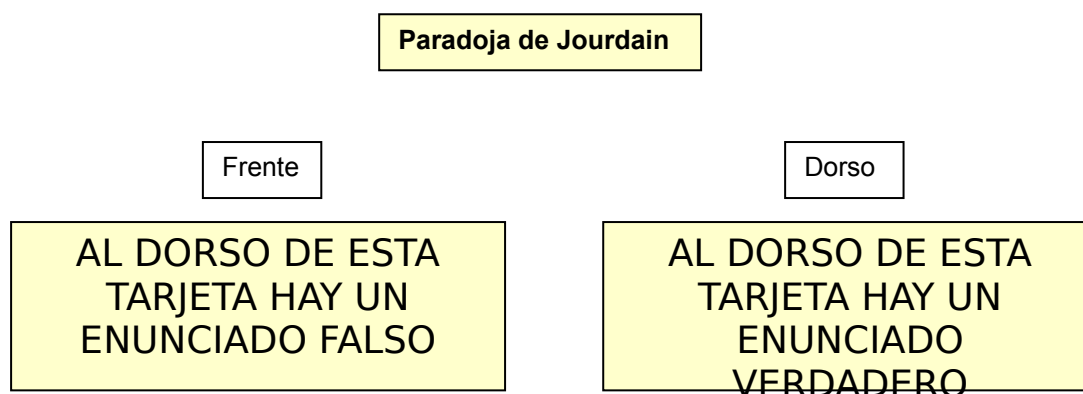 Paradoja de Jourdain
Frente
Dorso
AL DORSO DE ESTA
TARJETA HAY UN
ENUNCIADO FALSO
AL DORSO DE ESTA
TARJETA HAY UN
ENUNCIADO
VERDADERO